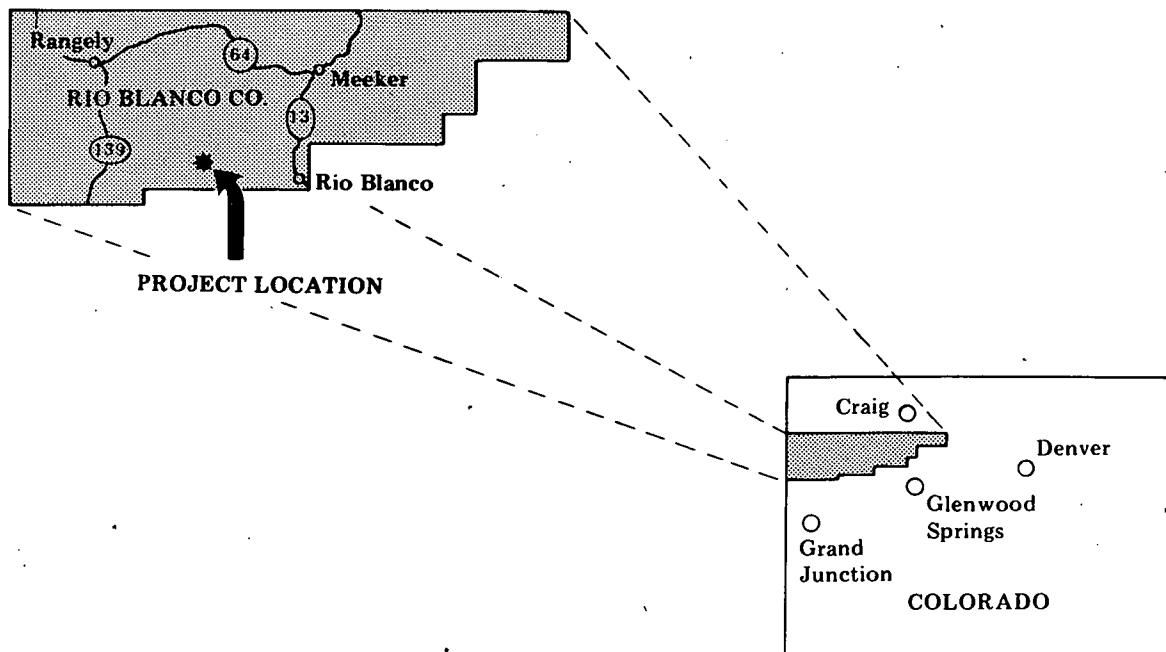 Rangely
64
Meeker
RIO BLANCO CO.
13
139
Rio Blanco
PROJECT LOCATION
Craig
Denver
Glenwood
Springs
Grand
Junction
COLORADO